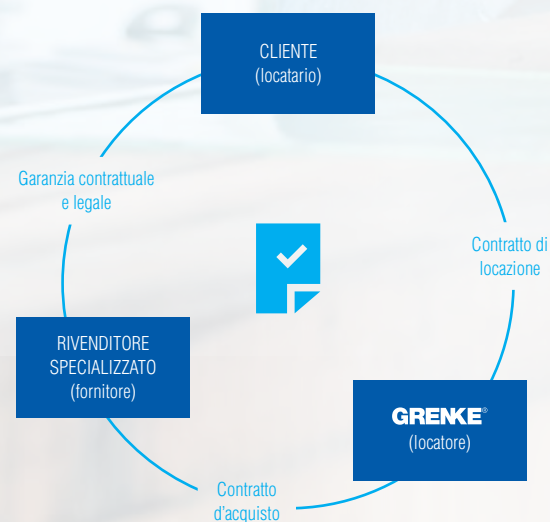 CLIENTE
(locatario)
Garanzia contrattuale
e legale
Contratto di
locazione
RIVENDITORE
SPECIALIZZATO
(fornitore)
GRENKE®
(locatore)
Contratto
d'acquisto